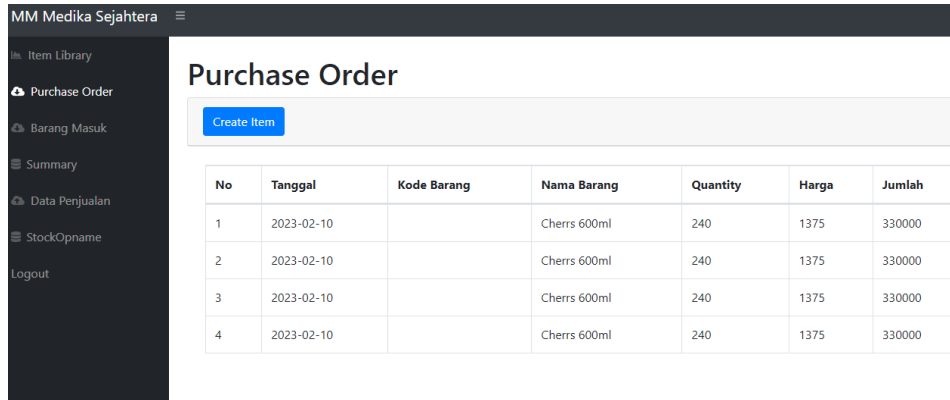 MM Medika Sejahtera
Item Library
Purchase Order
Barang Masuk
Summary
Data Penjualan
StockOpname
Logout
Purchase Order
Create Item
No Tanggal Kode Barang Nama Barang Quantity Harga Jumlah
1 2023-02-10 Cherrs 600ml 240 1375 330000
2 2023-02-10 Cherrs 600ml 240 1375 330000
3 2023-02-10 Cherrs 600ml 240 1375 330000
4 2023-02-10 Cherrs 600ml 240 1375 330000